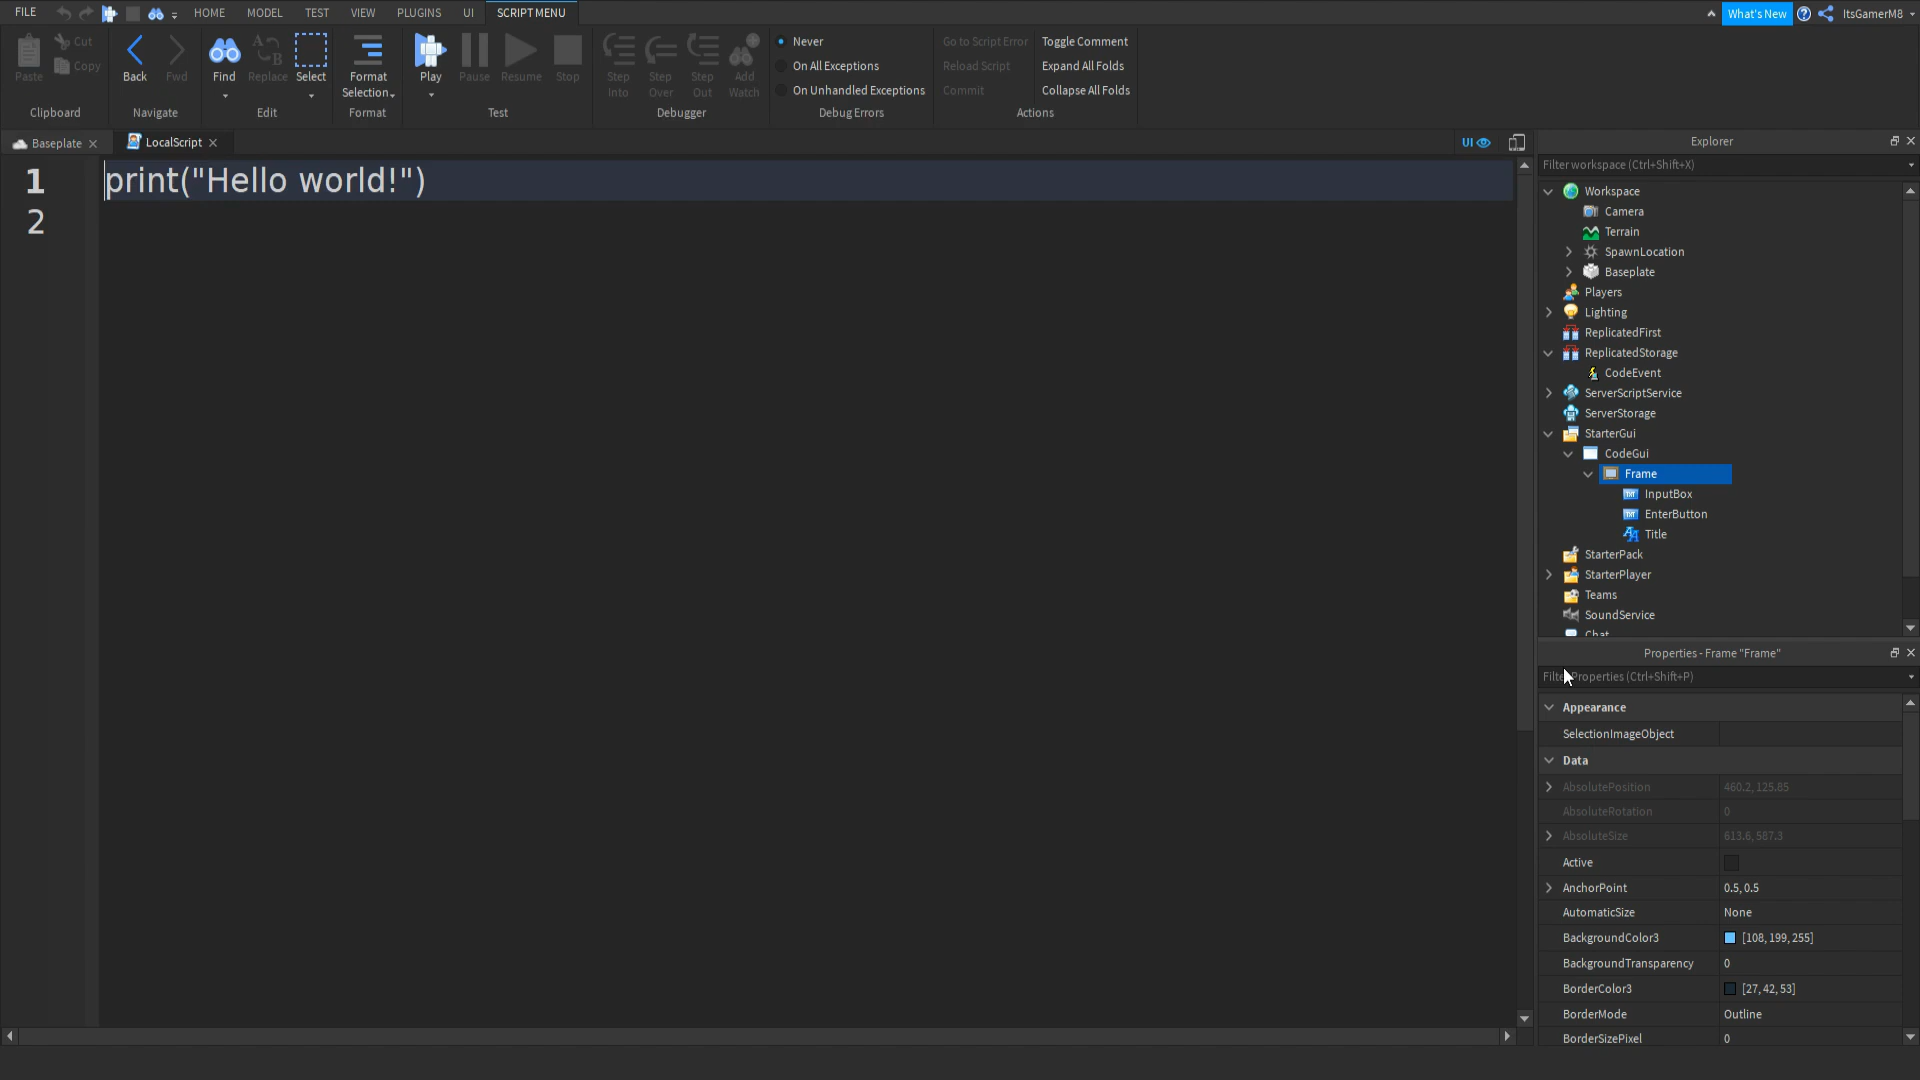 FILE
HOME
MODEL
TEST
VIEW
PLUGINS
UI
SCRIPT MENU
What's New
ItsGamerM8
Paste
Cut
Copy
Clipboard
Back
Fwd
Navigate
Find
Replace
Select
Edit
Format
Selection
Format
Play
Pause
Resume
Stop
Test
Step
Into
Step
Over
Step
Out
Add
Watch
Debugger
Never
On All Exceptions
On Unhandled Exceptions
Debug Errors
Go to Script Error
Reload Script
Commit
Toggle Comment
Expand All Folds
Collapse All Folds
Actions
Baseplate
LocalScript
UI
1 print("Hello world!")
2
Explorer
Filter workspace (Ctrl+Shift+X)
Workspace
Camera
Terrain
SpawnLocation
Baseplate
Players
Lighting
ReplicatedFirst
ReplicatedStorage
CodeEvent
ServerScriptService
ServerStorage
StarterGui
CodeGui
Frame
InputBox
EnterButton
Title
StarterPack
StarterPlayer
Teams
SoundService
Chat
Properties - Frame "Frame"
Filter Properties (Ctrl+Shift+P)
Appearance
SelectionImageObject
Data
AbsolutePosition 460.2, 125.85
AbsoluteRotation 0
AbsoluteSize 613.6, 587.3
Active
AnchorPoint 0.5, 0.5
AutomaticSize None
BackgroundColor3 [108, 199, 255]
BackgroundTransparency 0
BorderColor3 [27, 42, 53]
BorderMode Outline
BorderSizePixel 0